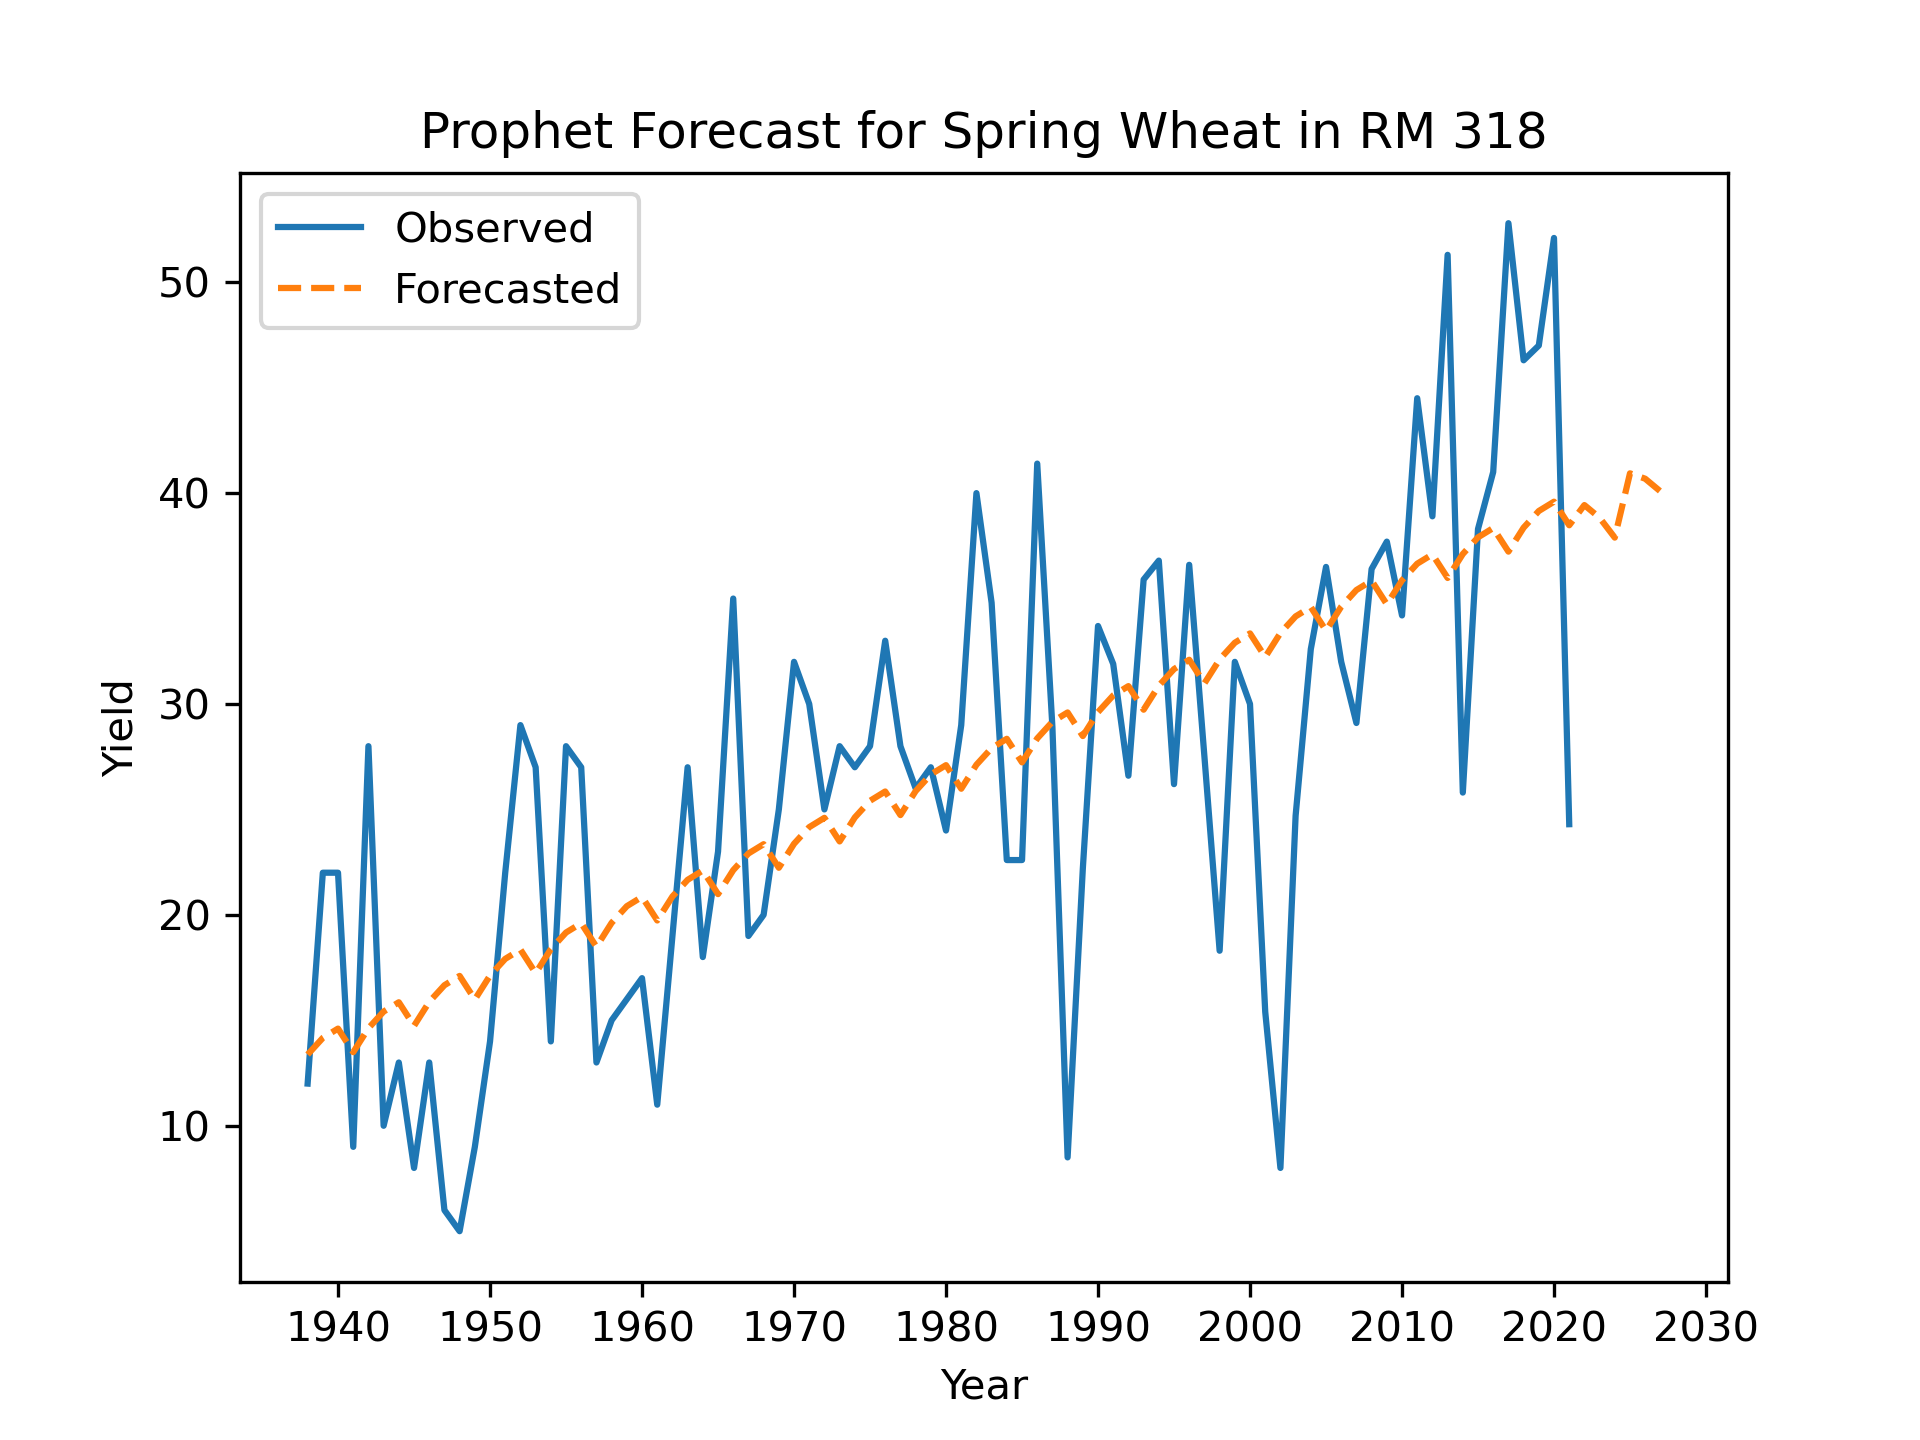 Prophet Forecast for Spring Wheat in RM 318
Observed
Forecasted
50
40
30
20
10
Yield
1940 1950 1960 1970 1980 1990 2000 2010 2020 2030
Year